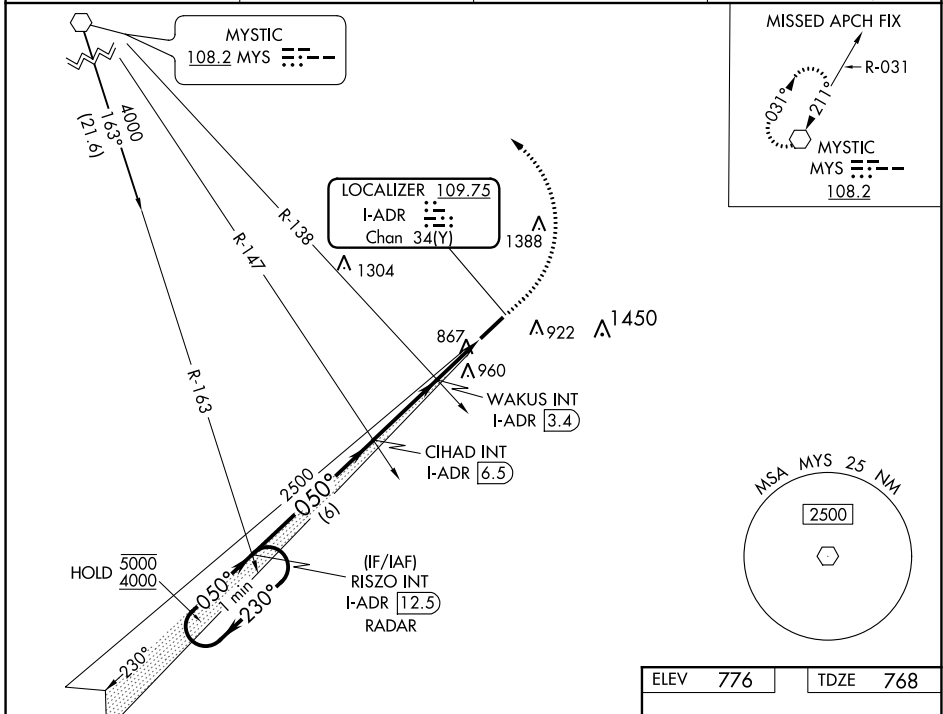 MYSTIC
108.2 MYS
4000
163°
(21.6)
R-138
R-147
R-163
LOCALIZER 109.75
I-ADR
Chan 34(Y)
1304
1388
867
960
922
1450
WAKUS INT
I-ADR 3.4
CIHAD INT
I-ADR 6.5
2500
050°
(6)
(IF/IAF)
RISZO INT
I-ADR 12.5
RADAR
HOLD 5000
4000
050°
1 min
230°
230°
MISSED APCH FIX
R-031
031°
211°
MYSTIC
MYS
108.2
MSA MYS 25 NM
2500
ELEV 776
TDZE 768